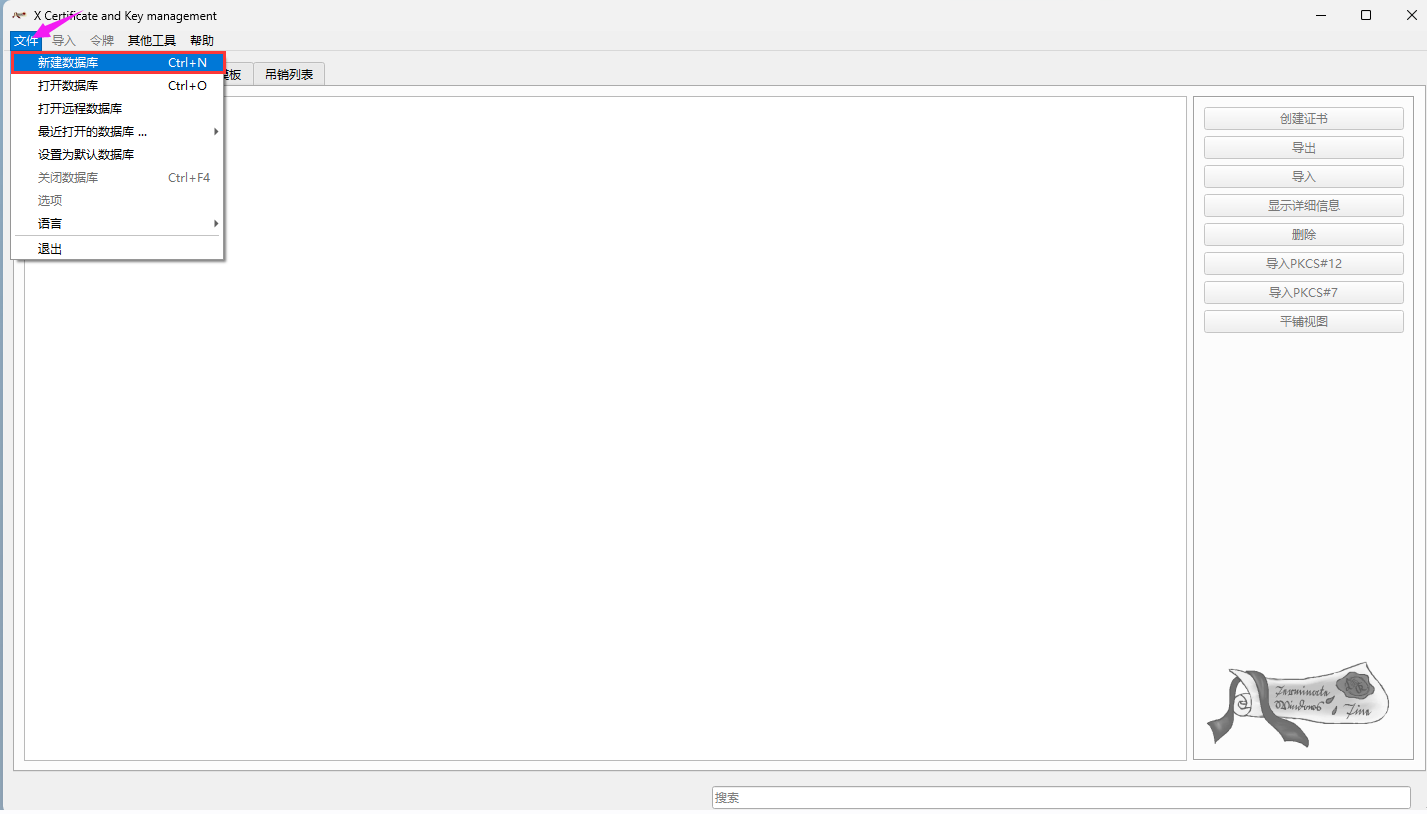 X Certificate and Key management
文件 导入 令牌 其他工具 帮助
新建数据库 Ctrl+N
打开数据库 Ctrl+O
打开远程数据库
最近打开的数据库 ...
设置为默认数据库
关闭数据库 Ctrl+F4
选项
语言
退出
模板 吊销列表
创建证书
导出
导入
显示详细信息
删除
导入PKCS#12
导入PKCS#7
平铺视图
搜索